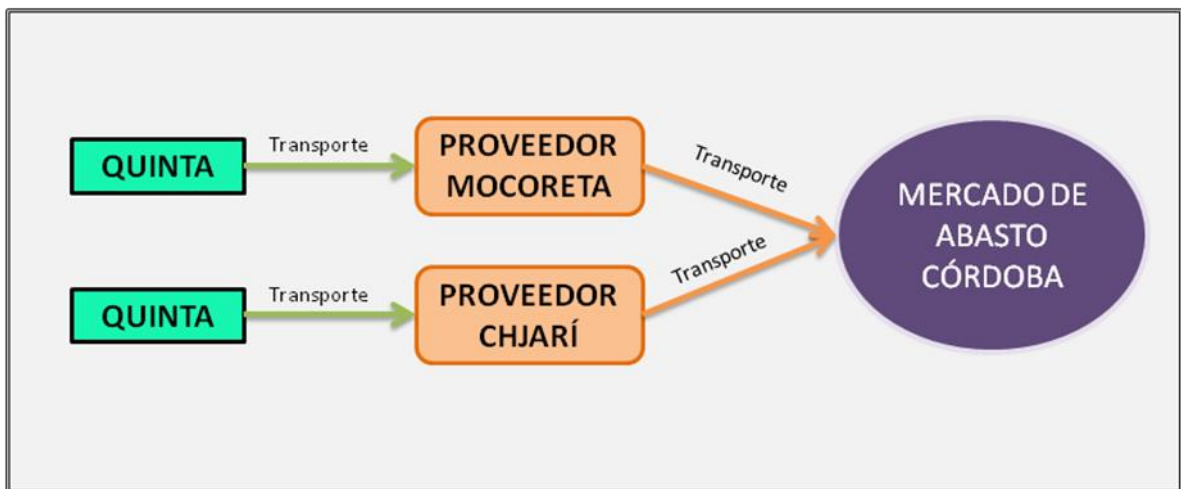 QUINTA
Transporte
PROVEEDOR
MOCORETA
Transporte
QUINTA
Transporte
PROVEEDOR
CHJARÍ
Transporte
MERCADO DE
ABASTO
CÓRDOBA